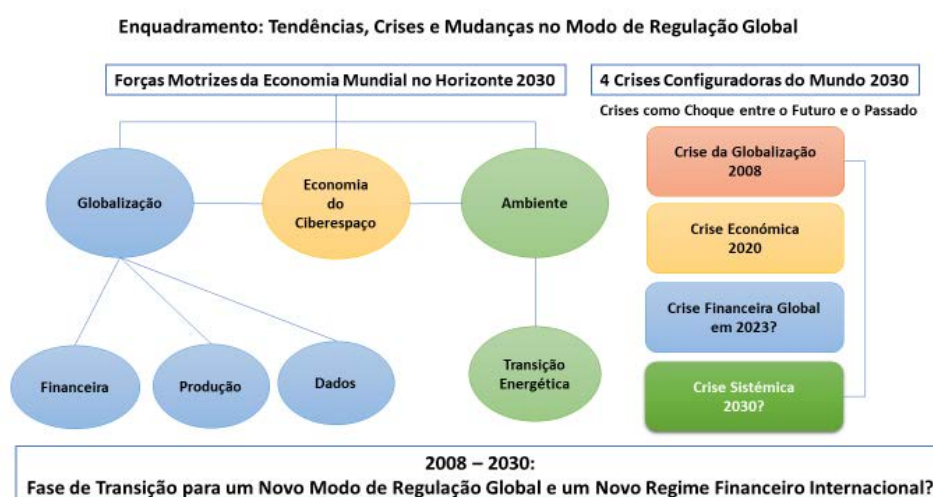 Enquadramento: Tendências, Crises e Mudanças no Modo de Regulação Global
Forças Motrizes da Economia Mundial no Horizonte 2030
Globalização
Economia
do
Ciberespaço
Ambiente
Financeira
Produção
Dados
Transição
Energética
4 Crises Configuradoras do Mundo 2030
Crises como Choque entre o Futuro e o Passado
Crise da Globalização
2008
Crise Económica
2020
Crise Financeira Global
em 2023?
Crise Sistémica
2030?
2008 – 2030:
Fase de Transição para um Novo Modo de Regulação Global e um Novo Regime Financeiro Internacional?